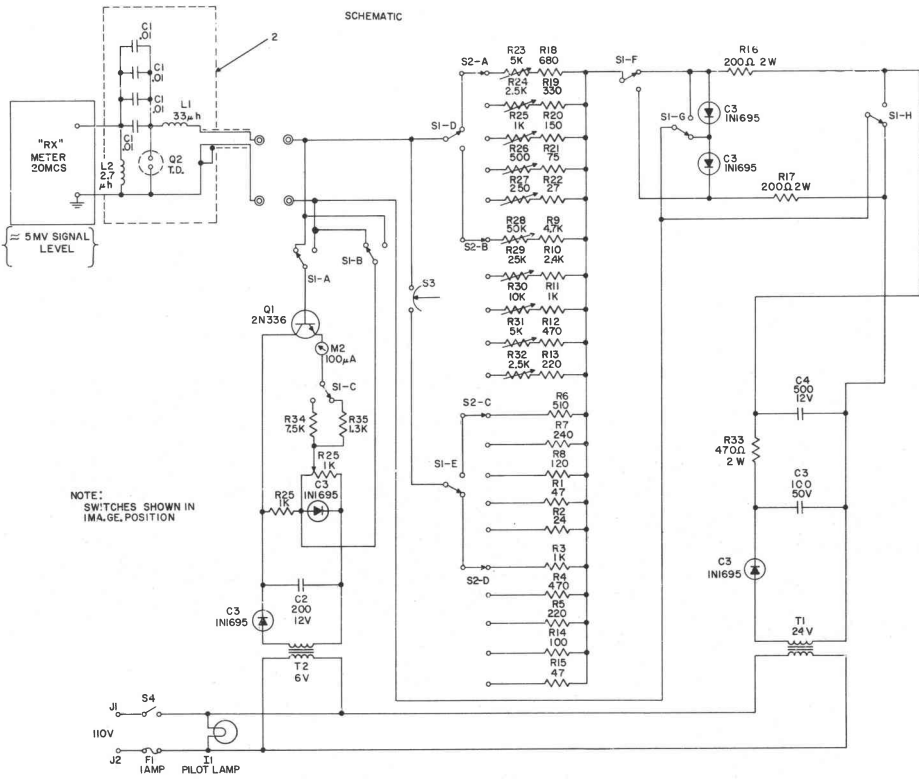 SCHEMATIC
2
C1
.01
C1
.01
C1
.01
C1
.01
L1
33μh
"RX"
METER
20MCS
L2
2.7
μh
Q2
T.D.
≈ 5MV SIGNAL
LEVEL
S1-A
S1-B
Q1
2N336
M2
100μA
S1-C
R34
7.5K
R35
1.3K
R25
1K
R25
1K
C3
IN1695
NOTE:
SWITCHES SHOWN IN
IMA.GE. POSITION
C2
200
12V
C3
IN1695
T2
6V
J1
S4
110V
J2
F1
1AMP
I1
PILOT LAMP
S3
S1-D
S2-A
R23
5K
R18
680
R24
2.5K
R19
330
R25
1K
R20
150
R26
500
R21
75
R27
250
R22
27
S2-B
R28
50K
R9
4.7K
R29
25K
R10
2.4K
R30
10K
R11
1K
R31
5K
R12
470
R32
2.5K
R13
220
S1-E
S2-C
R6
510
R7
240
R8
120
R1
47
R2
24
S2-D
R3
1K
R4
470
R5
220
R14
100
R15
47
S1-F
S1-G
C3
IN1695
C3
IN1695
R16
200Ω 2W
S1-H
R17
200Ω 2W
C4
500
12V
R33
470Ω
2 W
C3
100
50V
C3
IN1695
T1
24V